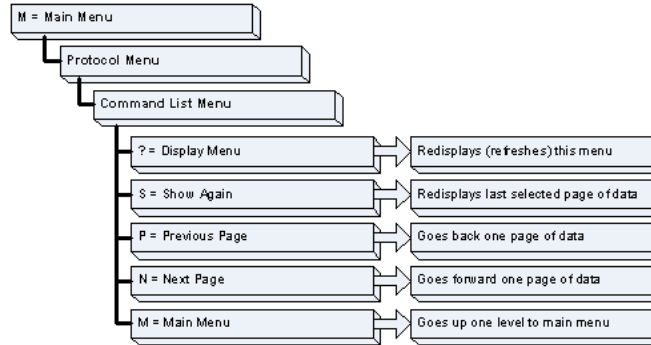 M = Main Menu
Protocol Menu
Command List Menu
? = Display Menu
Redisplays (refreshes) this menu
S = Show Again
Redisplays last selected page of data
P = Previous Page
Goes back one page of data
N = Next Page
Goes forward one page of data
M = Main Menu
Goes up one level to main menu